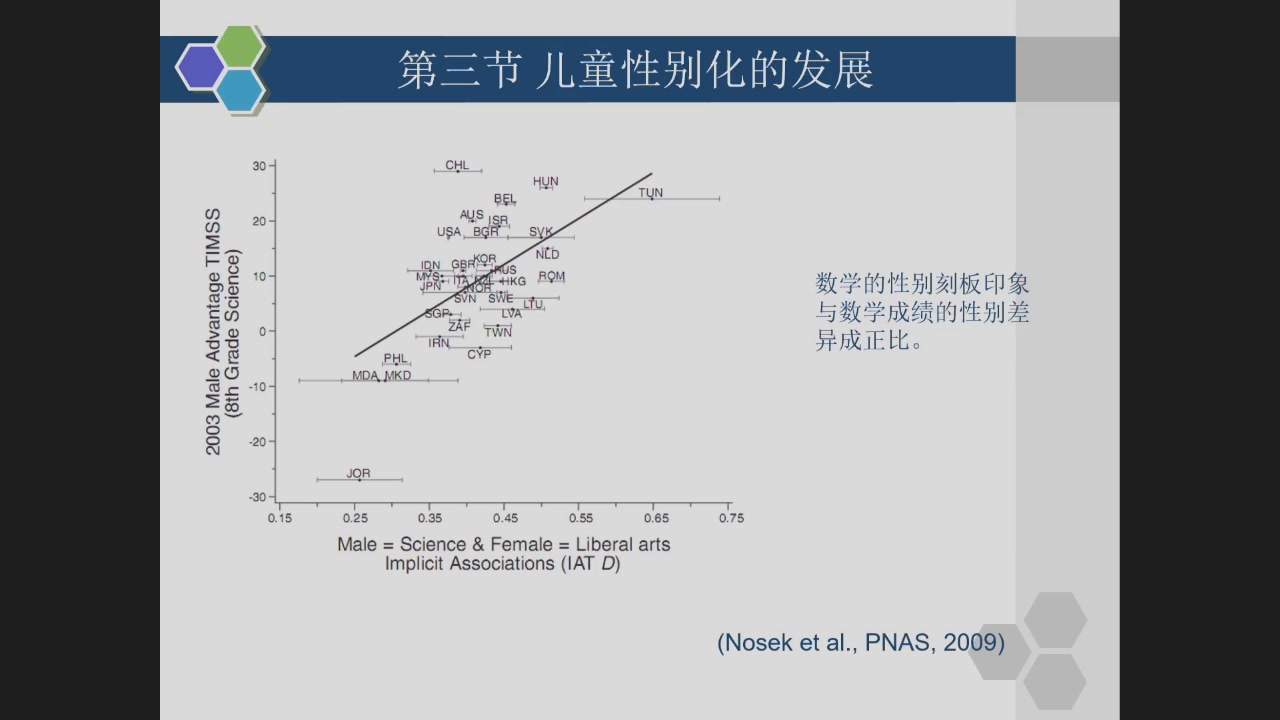 第三节 儿童性别化的发展
2003 Male Advantage TIMSS
(8th Grade Science)
30
20
10
0
-10
-20
-30
CHL
HUN
TUN
BEL
AUS
ISR
USA
BGR
SVK
NLD
KOR
IDN
GBR
RUS
MYS
ITA
HKG
ROM
JPN
NOR
SVN
SWE
LTU
SGP
LVA
ZAF
TWN
IRN
CYP
PHL
MDA
MKD
JOR
0.15 0.25 0.35 0.45 0.55 0.65 0.75
Male = Science & Female = Liberal arts
Implicit Associations (IAT D)
数学的性别刻板印象
与数学成绩的性别差
异成正比。
(Nosek et al., PNAS, 2009)